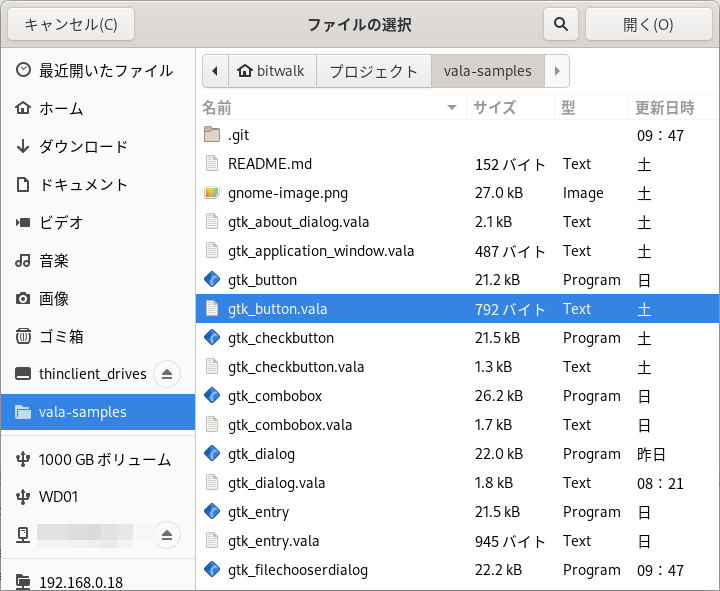 キャンセル(C)
ファイルの選択
開く(O)
最近開いたファイル
ホーム
ダウンロード
ドキュメント
ビデオ
音楽
画像
ゴミ箱
thinclient_drives
vala-samples
1000 GB ボリューム
WD01
192.168.0.18
bitwalk プロジェクト vala-samples
名前 サイズ 型 更新日時
.git 09：47
README.md 152 バイト Text 土
gnome-image.png 27.0 kB Image 土
gtk_about_dialog.vala 2.1 kB Text 土
gtk_application_window.vala 487 バイト Text 土
gtk_button 21.2 kB Program 日
gtk_button.vala 792 バイト Text 土
gtk_checkbutton 21.5 kB Program 土
gtk_checkbutton.vala 1.3 kB Text 土
gtk_combobox 26.2 kB Program 日
gtk_combobox.vala 1.7 kB Text 日
gtk_dialog 22.0 kB Program 昨日
gtk_dialog.vala 1.8 kB Text 08：21
gtk_entry 21.5 kB Program 日
gtk_entry.vala 945 バイト Text 日
gtk_filechooserdialog 22.2 kB Program 09：47